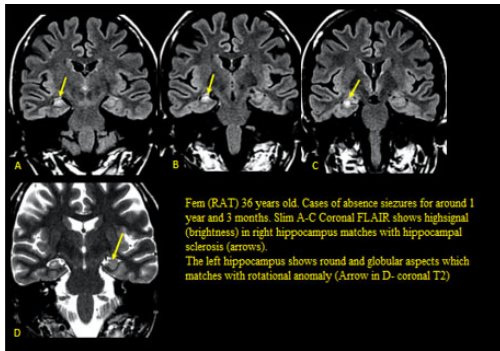 A
B
C
D
Fem (RAT) 36 years old. Cases of absence siezures for around 1
year and 3 months. Slim A-C Coronal FLAIR shows highsignal
(brightness) in right hippocampus matches with hippocampal
sclerosis (arrows).
The left hippocampus shows round and globular aspects which
matches with rotational anomaly (Arrow in D- coronal T2)